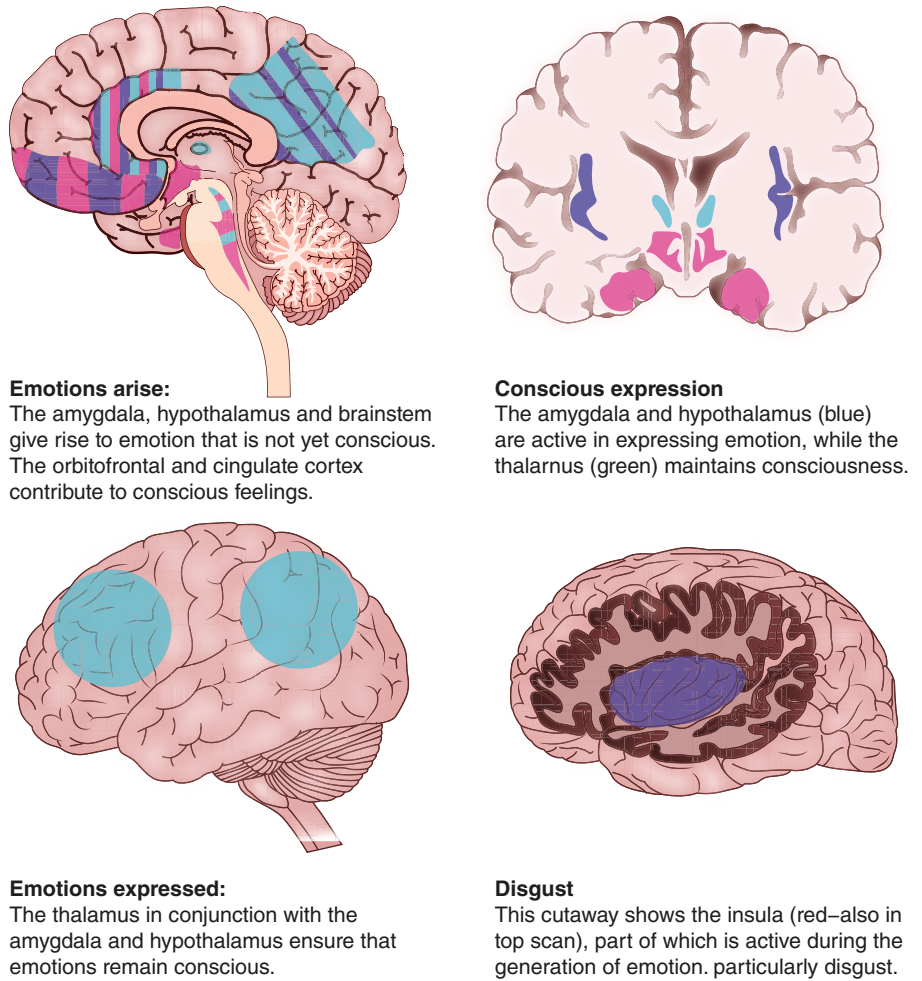 Emotions arise:
The amygdala, hypothalamus and brainstem
give rise to emotion that is not yet conscious.
The orbitofrontal and cingulate cortex
contribute to conscious feelings.
Conscious expression
The amygdala and hypothalamus (blue)
are active in expressing emotion, while the
thalarnus (green) maintains consciousness.
Emotions expressed:
The thalamus in conjunction with the
amygdala and hypothalamus ensure that
emotions remain conscious.
Disgust
This cutaway shows the insula (red–also in
top scan), part of which is active during the
generation of emotion. particularly disgust.